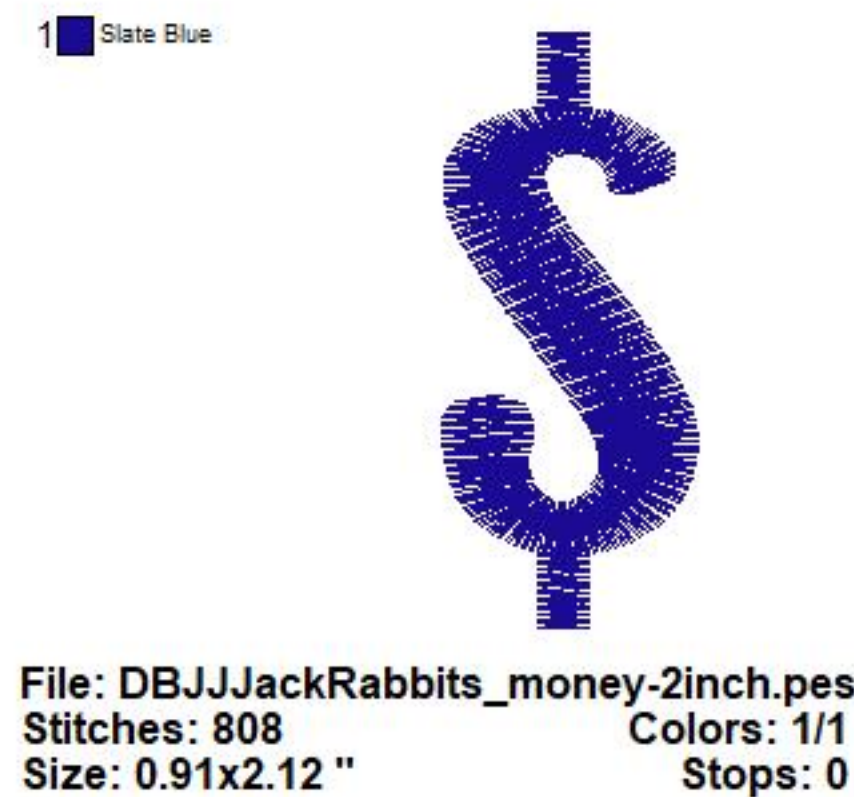 1 Slate Blue
$
File: DBJJJackRabbits_money-2inch.pes
Stitches: 808 Colors: 1/1
Size: 0.91x2.12 " Stops: 0